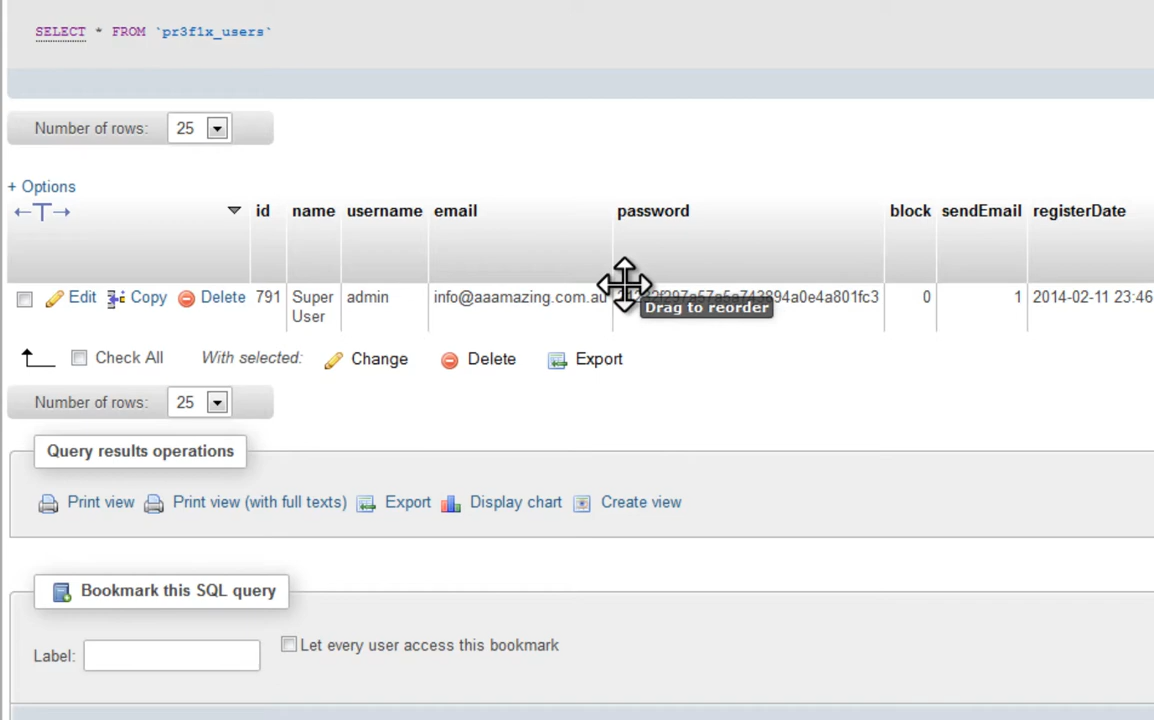 SELECT * FROM `pr3f1x_users`
Number of rows: 25
+ Options
←T→ id name username email password block sendEmail registerDate
Edit Copy Delete 791 Super User admin info@aaamazing.com.au 0 1 2014-02-11 23:46
Drag to reorder
Check All With selected: Change Delete Export
Number of rows: 25
Query results operations
Print view Print view (with full texts) Export Display chart Create view
Bookmark this SQL query
Label: Let every user access this bookmark